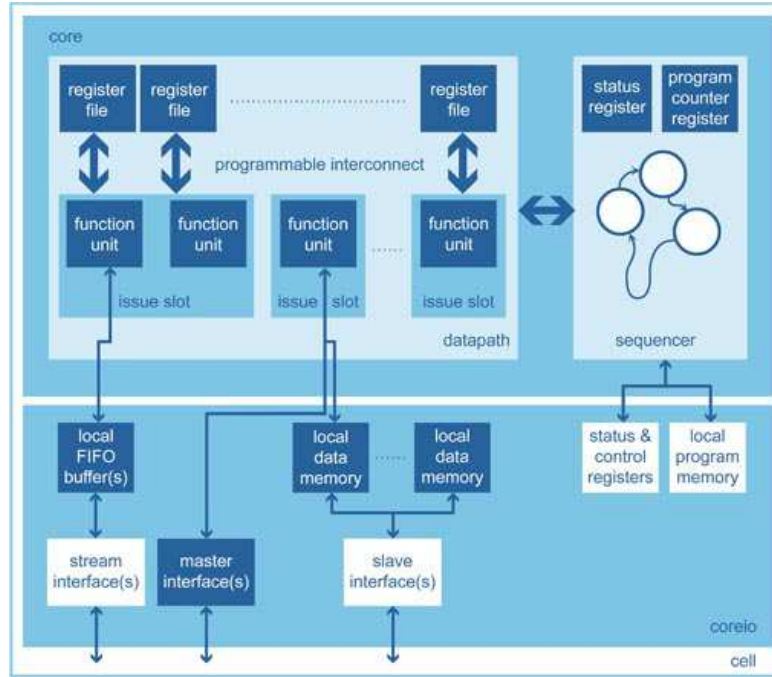 core
register file
register file
register file
status register
program counter register
programmable interconnect
function unit
function unit
function unit
function unit
issue slot
issue slot
issue slot
datapath
sequencer
local FIFO buffer(s)
local data memory
local data memory
status & control registers
local program memory
stream interface(s)
master interface(s)
slave interface(s)
coreio
cell